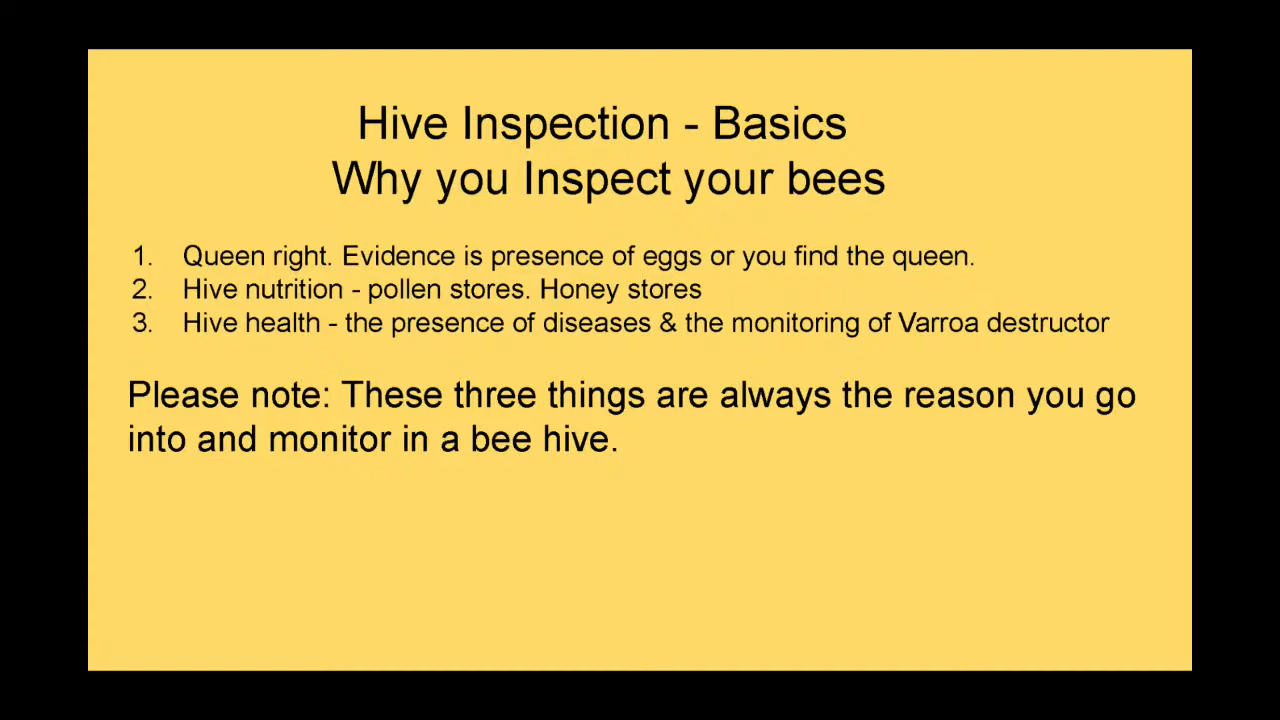 Hive Inspection - Basics
Why you Inspect your bees
1. Queen right. Evidence is presence of eggs or you find the queen.
2. Hive nutrition - pollen stores. Honey stores
3. Hive health - the presence of diseases & the monitoring of Varroa destructor
Please note: These three things are always the reason you go
into and monitor in a bee hive.